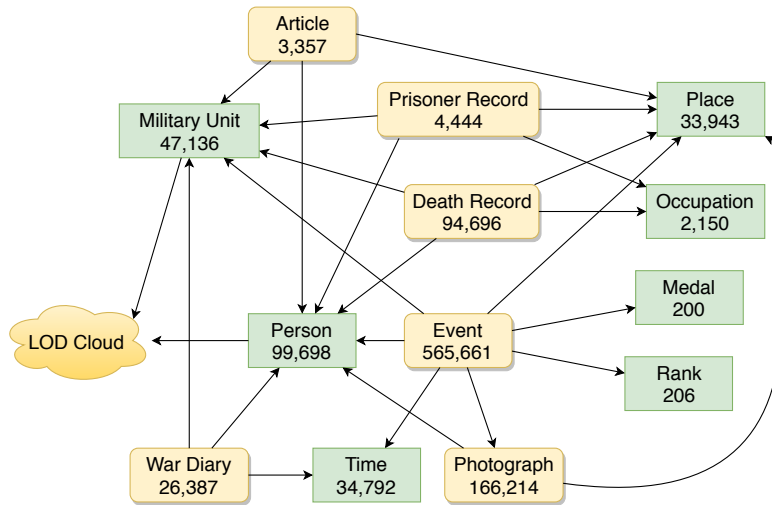 Article
3,357
Prisoner Record
4,444
Place
33,943
Military Unit
47,136
Death Record
94,696
Occupation
2,150
Medal
200
LOD Cloud
Person
99,698
Event
565,661
Rank
206
War Diary
26,387
Time
34,792
Photograph
166,214